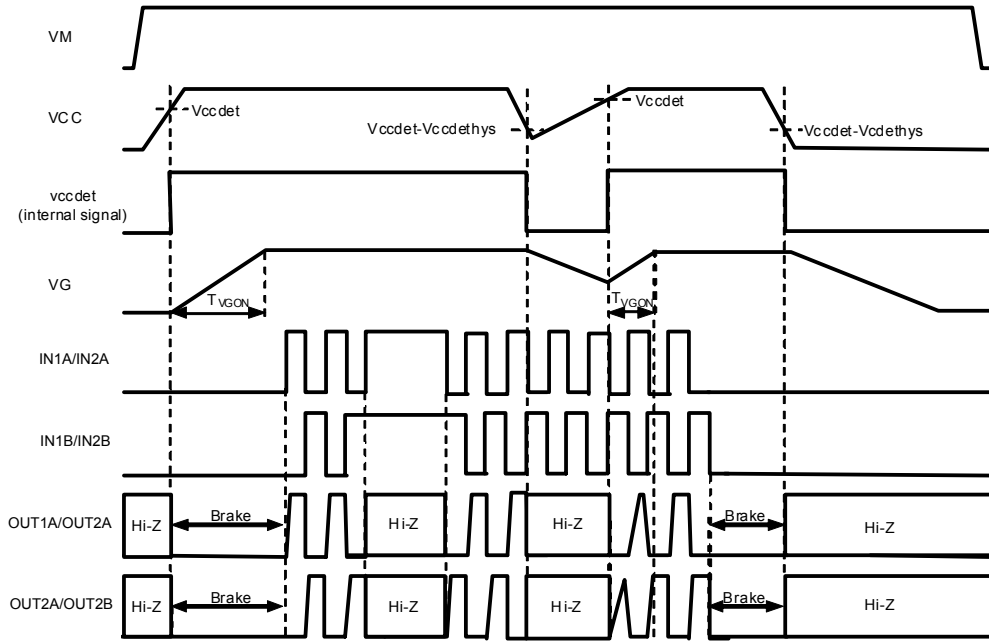 VM
VCC
Vccdet
Vccdet-Vccdethys
Vccdet
Vccdet-Vcdethys
vccdet
(internal signal)
VG
TVGON
TVGON
IN1A/IN2A
IN1B/IN2B
OUT1A/OUT2A
Hi-Z
Brake
Hi-Z
Hi-Z
Brake
Hi-Z
OUT2A/OUT2B
Hi-Z
Brake
Hi-Z
Hi-Z
Brake
Hi-Z